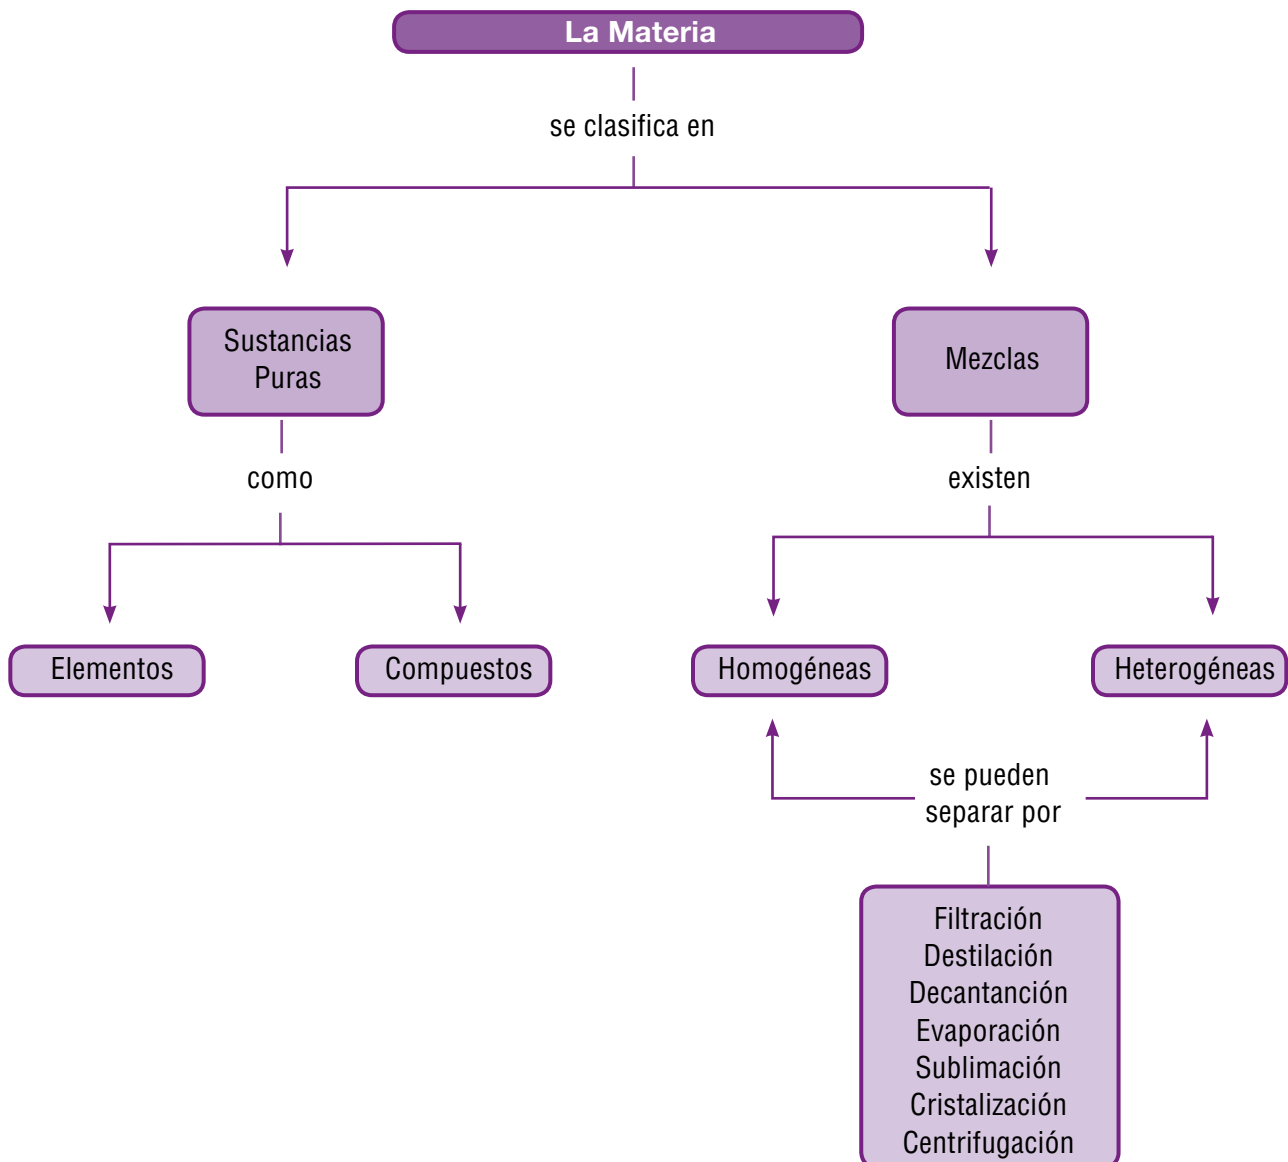 La Materia
se clasifica en
Sustancias
Puras
Mezclas
como
existen
Elementos
Compuestos
Homogéneas
Heterogéneas
se pueden
separar por
Filtración
Destilación
Decantanción
Evaporación
Sublimación
Cristalización
Centrifugación